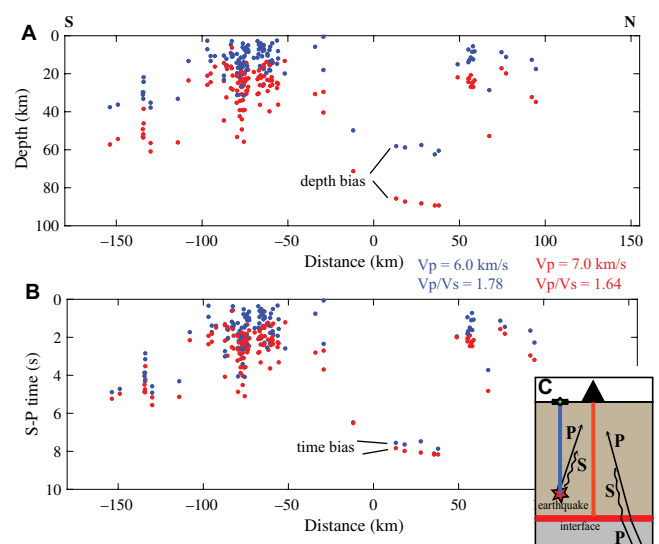 S N
A
0
20
40
60
80
100
Depth (km)
depth bias
−150 −100 −50 0 50 100 150
Distance (km)
Vp = 6.0 km/s Vp = 7.0 km/s
Vp/Vs = 1.78 Vp/Vs = 1.64
B
0
2
4
6
8
10
S-P time (s)
time bias
−150 −100 −50 0 50
Distance (km)
C
P P
S
S
earthquake
interface
P